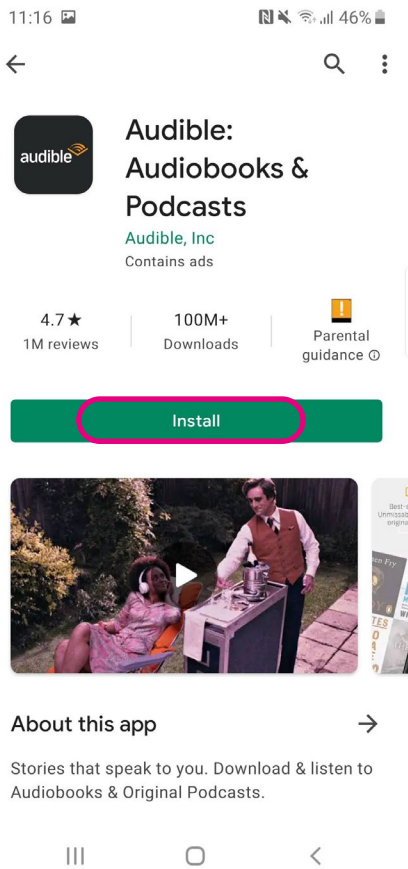 11:16
46%
audible
Audible:
Audiobooks &
Podcasts
Audible, Inc
Contains ads
4.7★
1M reviews
100M+
Downloads
Parental
guidance
Install
About this app
Stories that speak to you. Download & listen to
Audiobooks & Original Podcasts.